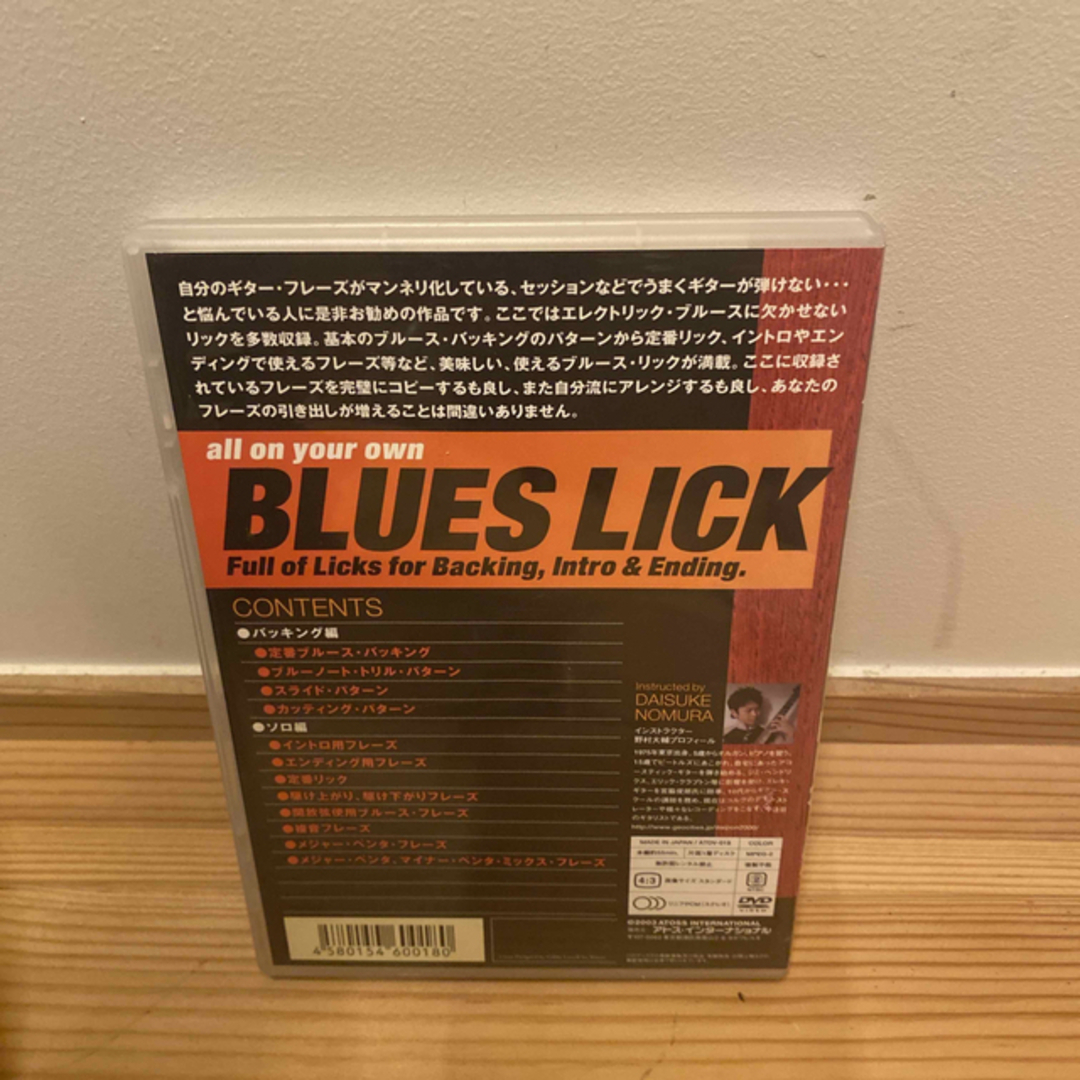 自分のギター・フレーズがマンネリ化している、セッションなどでうまくギターが弾けない・・・
と悩んでいる人に是非お勧めの作品です。ここではエレクトリック・ブルースに欠かせない
リックを多数収録。基本のブルース・バッキングのパターンから定番リック、イントロやエン
ディングで使えるフレーズ等など、美味しい、使えるブルース・リックが満載。ここに収録さ
れているフレーズを完璧にコピーするも良し、また自分流にアレンジするも良し、あなたの
フレーズの引き出しが増えることは間違いありません。
all on your own
BLUES LICK
Full of Licks for Backing, Intro & Ending.
CONTENTS
●バッキング編
●定番ブルース・バッキング
●ブルーノート・トリル・パターン
●スライド・パターン
●カッティング・パターン
●ソロ編
●イントロ用フレーズ
●エンディング用フレーズ
●定番リック
●駆け上がり、駆け下がりフレーズ
●開放弦使用ブルース・フレーズ
●複音フレーズ
●メジャー・ペンタ・フレーズ
●メジャー・ペンタ、マイナー・ペンタ・ミックス・フレーズ
Instructed by
DAISUKE
NOMURA
インストラクター
野村大輔プロフィール
MADE IN JAPAN
COLOR
4:3
画面サイズ スタンダード
DVD
VIDEO
©2003 ATOSS INTERNATIONAL
アトス・インターナショナル
4 580154 600180